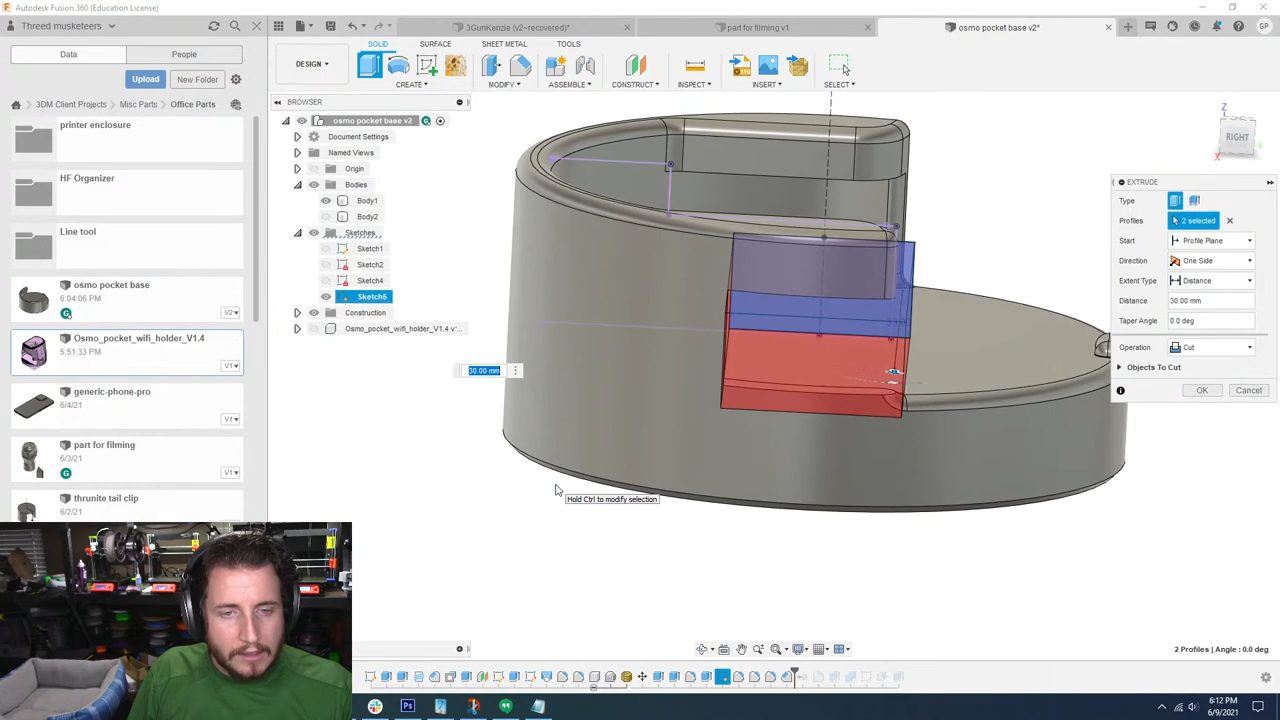 Autodesk Fusion 360 (Education License)
Threed musketeers
3GunKenzie (v2~recovered)*
part for filming v1
osmo pocket base v2*
GP
Data
People
Upload
New Folder
3DM Client Projects > Misc Parts > Office Parts
printer enclosure
HF Organizer
Line tool
osmo pocket base
6:04:06 PM
G
V2
Osmo_pocket_wifi_holder_V1.4
5:51:33 PM
V1
generic-phone-pro
6/4/21
V1
part for filming
6/3/21
G
V1
thrunite tail clip
6/2/21
V1
DESIGN
SOLID
SURFACE
SHEET METAL
TOOLS
CREATE
MODIFY
ASSEMBLE
CONSTRUCT
INSPECT
INSERT
SELECT
BROWSER
osmo pocket base v2
G
Document Settings
Named Views
Origin
Bodies
Body1
Body2
Sketches
Sketch1
Sketch2
Sketch4
Sketch5
Construction
Osmo_pocket_wifi_holder_V1.4 v'...
30.00 mm
Hold Ctrl to modify selection
Z
RIGHT
X
Y
EXTRUDE
Type
Profiles
2 selected
Start
Profile Plane
Direction
One Side
Extent Type
Distance
Distance
30.00 mm
Taper Angle
0.0 deg
Operation
Cut
Objects To Cut
OK
Cancel
2 Profiles | Angle : 0.0 deg
6:12 PM
6/9/2021